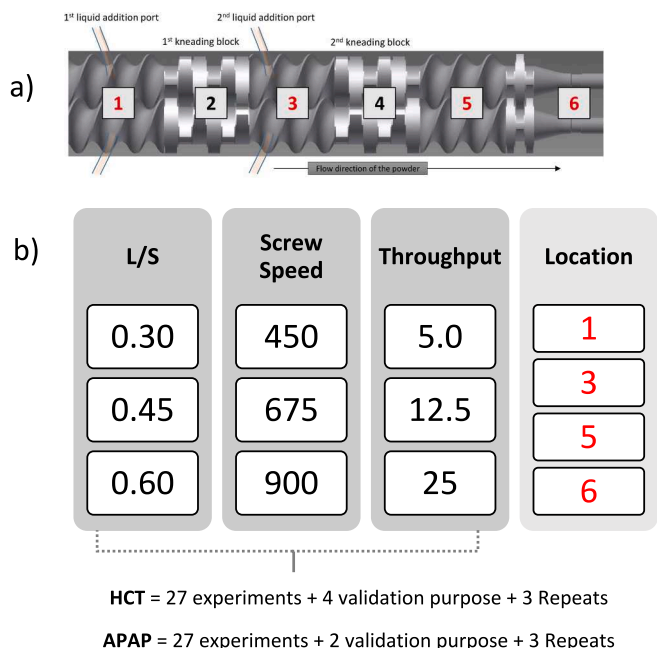 1st liquid addition port
2nd liquid addition port
1st kneading block
2nd kneading block
a)
1
2
3
4
5
6
Flow direction of the powder
b)
L/S
Screw
Speed
Throughput
Location
0.30
450
5.0
1
0.45
675
12.5
3
0.60
900
25
5
6
HCT = 27 experiments + 4 validation purpose + 3 Repeats
APAP = 27 experiments + 2 validation purpose + 3 Repeats